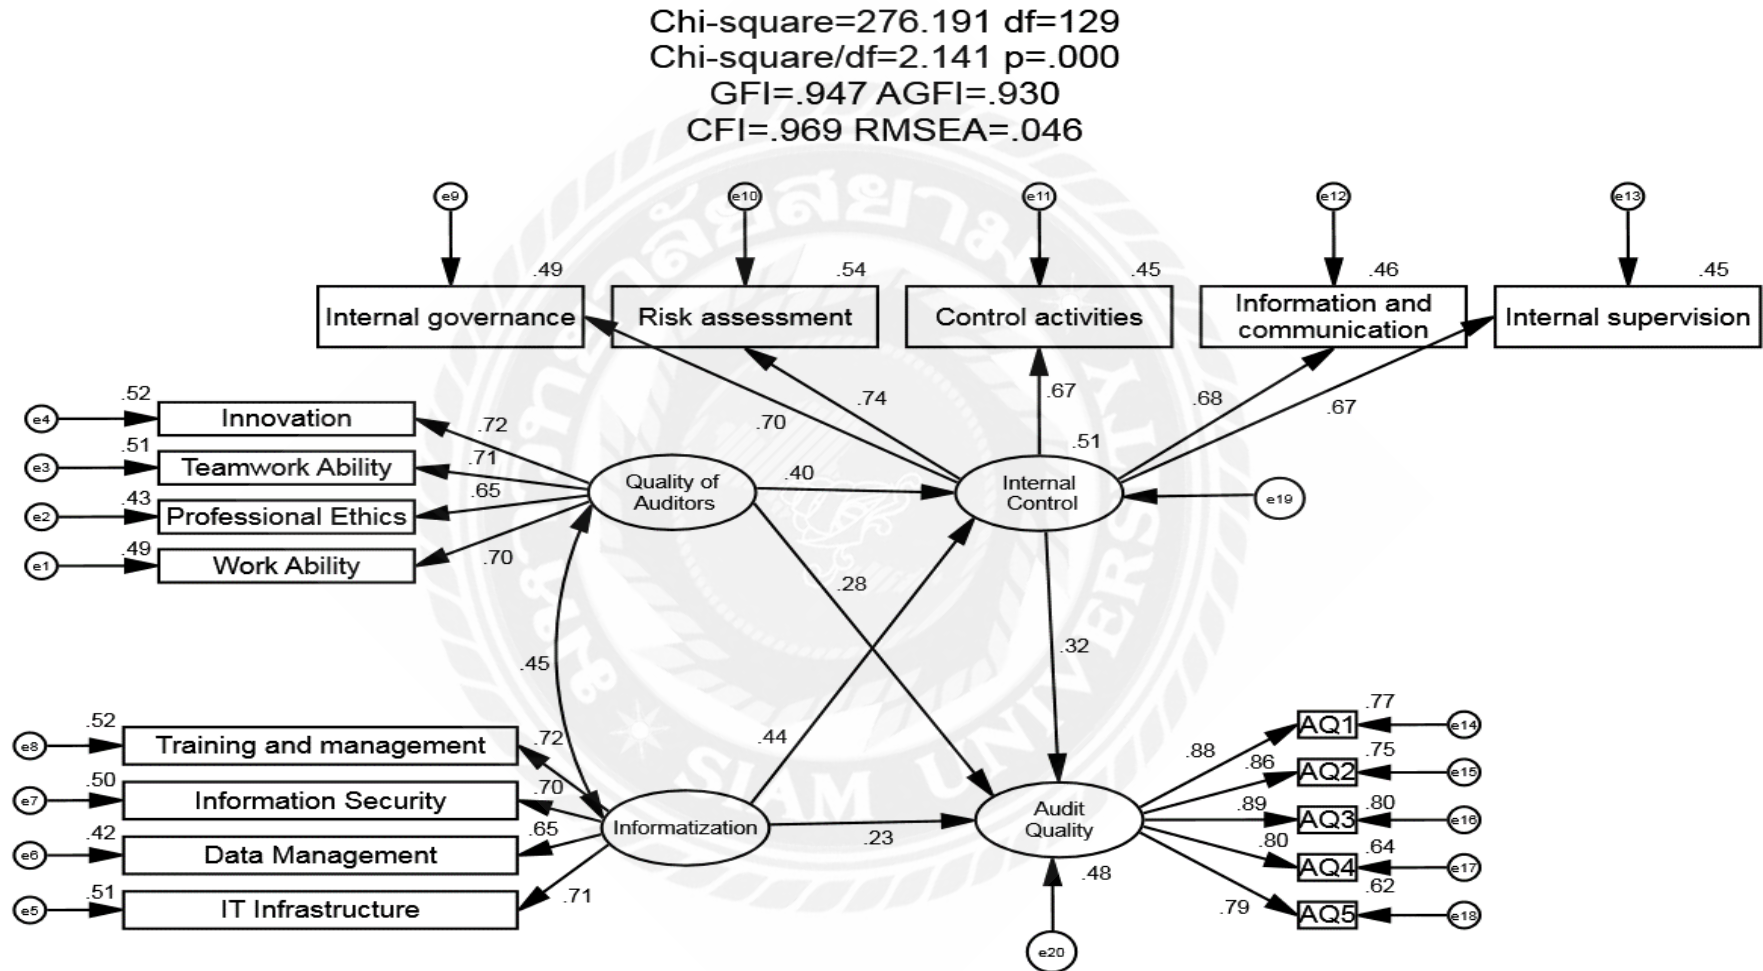 Chi-square=276.191 df=129
Chi-square/df=2.141 p=.000
GFI=.947 AGFI=.930
CFI=.969 RMSEA=.046
e9
e10
e11
e12
e13
.49
.54
.45
.46
.45
Internal governance
Risk assessment
Control activities
Information and
communication
Internal supervision
.70
.74
.67
.68
.67
e4
.52
Innovation
.72
e3
.51
Teamwork Ability
.71
e2
.43
Professional Ethics
.65
e1
.49
Work Ability
.70
Quality of
Auditors
.40
.51
Internal
Control
e19
.28
.45
.44
.32
e8
.52
Training and management
.72
e7
.50
Information Security
.70
e6
.42
Data Management
.65
e5
.51
IT Infrastructure
.71
Informatization
.23
Audit
Quality
.48
e20
.88
AQ1
.77
e14
.86
AQ2
.75
e15
.89
AQ3
.80
e16
.80
AQ4
.64
e17
.79
AQ5
.62
e18
SIAM UNIVERSITY